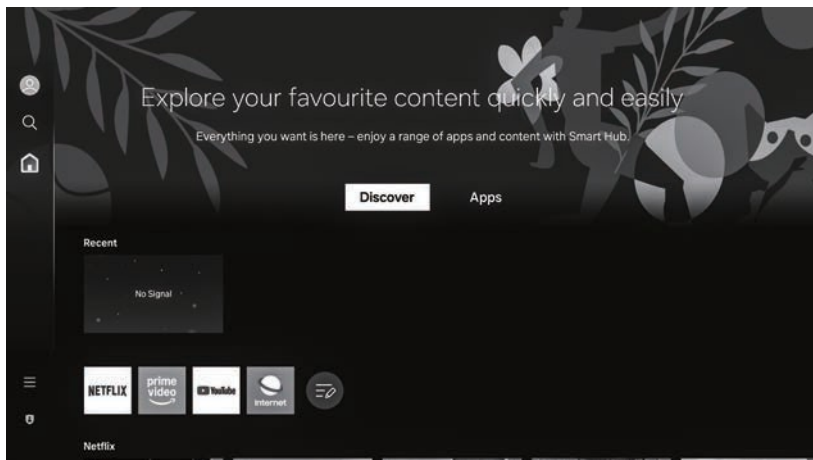 Explore your favourite content quickly and easily
Everything you want is here – enjoy a range of apps and content with Smart Hub.
Discover Apps
Recent
No Signal
NETFLIX prime video YouTube Internet
Netflix